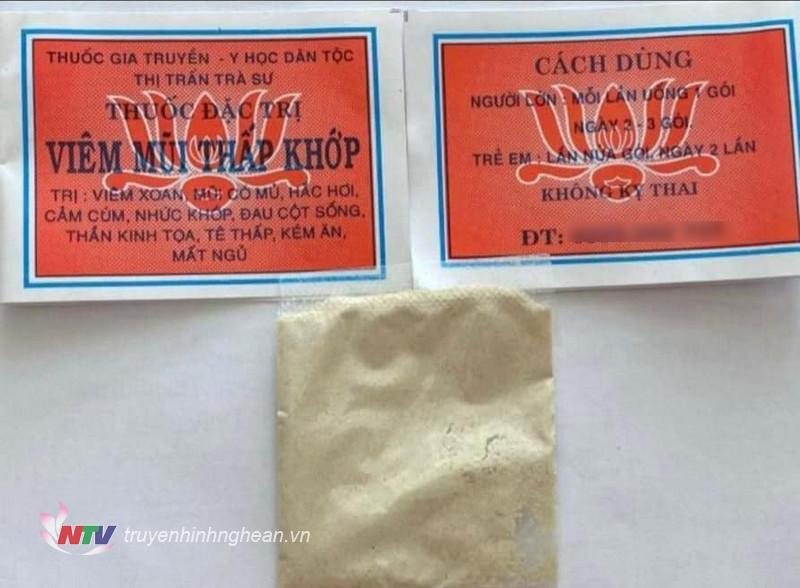 THUỐC GIA TRUYỀN - Y HỌC DÂN TỘC
THỊ TRẤN TRÀ SƯ
THUỐC ĐẶC TRỊ
VIÊM MŨI THẤP KHỚP
TRỊ : VIÊM XOAN, MŨI CÓ MỦ, HẮC HƠI,
CẢM CÚM, NHỨC KHỚP, ĐAU CỘT SỐNG,
THẦN KINH TỌA, TÊ THẤP, KÉM ĂN,
MẤT NGỦ
CÁCH DÙNG
NGƯỜI LỚN : MỖI LẦN UỐNG 1 GÓI
NGÀY 2 - 3 GÓI.
TRẺ EM : LẦN NỬA GÓI, NGÀY 2 LẦN
KHÔNG KỴ THAI
ĐT:
NTV truyenhinhnghean.vn